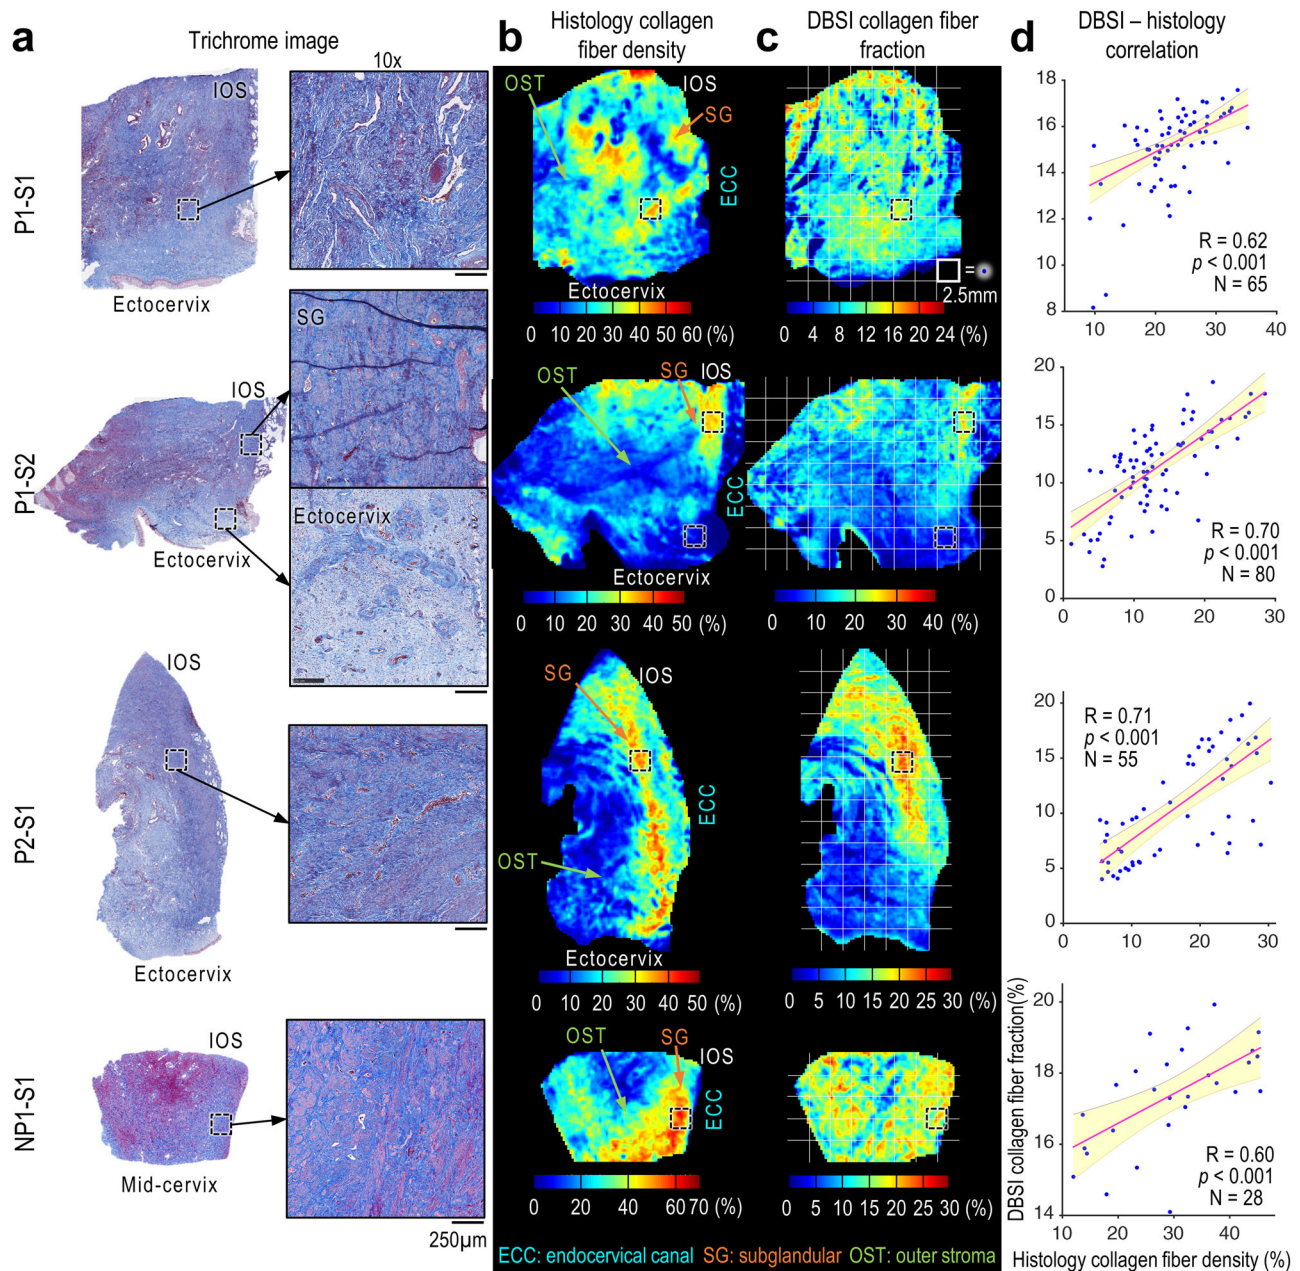 a
Trichrome image
10x
b
Histology collagen
fiber density
c
DBSI collagen fiber
fraction
d
DBSI – histology
correlation
P1-S1
IOS
Ectocervix
OST
IOS
SG
ECC
Ectocervix
0 10 20 30 40 50 60 (%)
=
2.5mm
0 4 8 12 16 20 24 (%)
18
16
14
12
10
8
10 20 30 40
R = 0.62
p < 0.001
N = 65
P1-S2
IOS
Ectocervix
SG
Ectocervix
OST
SG
IOS
ECC
Ectocervix
0 10 20 30 40 50 (%)
0 10 20 30 40 (%)
20
15
10
5
0
0 10 20 30
R = 0.70
p < 0.001
N = 80
P2-S1
IOS
Ectocervix
SG
IOS
ECC
OST
Ectocervix
0 10 20 30 40 50 (%)
0 5 10 15 20 25 30 (%)
20
15
10
5
0
0 10 20 30
R = 0.71
p < 0.001
N = 55
NP1-S1
IOS
Mid-cervix
250µm
OST
SG
IOS
ECC
0 20 40 60 70 (%)
0 5 10 15 20 25 30 (%)
20
18
16
14
10 20 30 40
R = 0.60
p < 0.001
N = 28
DBSI collagen fiber fraction(%)
Histology collagen fiber density (%)
ECC: endocervical canal SG: subglandular OST: outer stroma